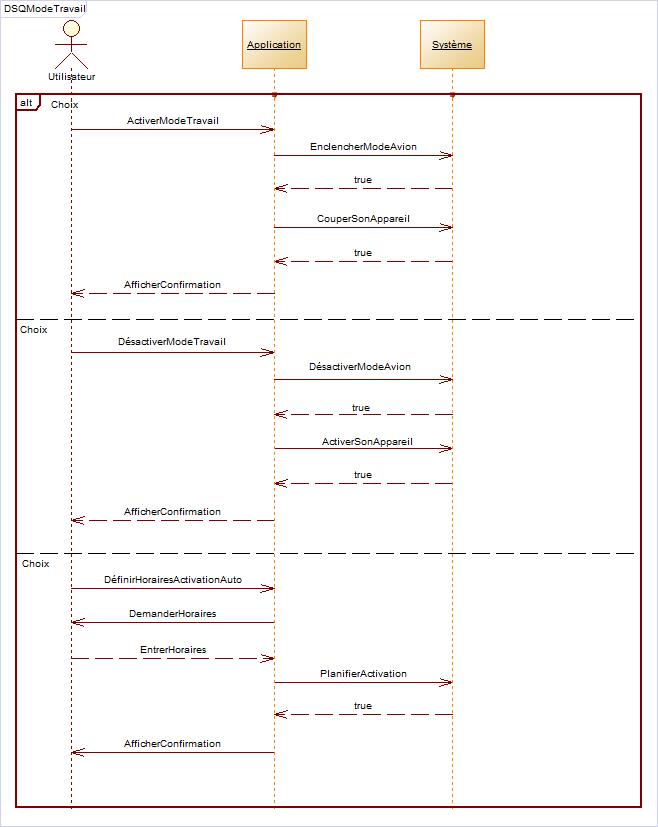 DSQModeTravail
Utilisateur
Application
Système
alt
Choix
ActiverModeTravail
EnclencherModeAvion
true
CouperSonAppareil
true
AfficherConfirmation
Choix
DésactiverModeTravail
DésactiverModeAvion
true
ActiverSonAppareil
true
AfficherConfirmation
Choix
DéfinirHorairesActivationAuto
DemanderHoraires
EntrerHoraires
PlanifierActivation
true
AfficherConfirmation